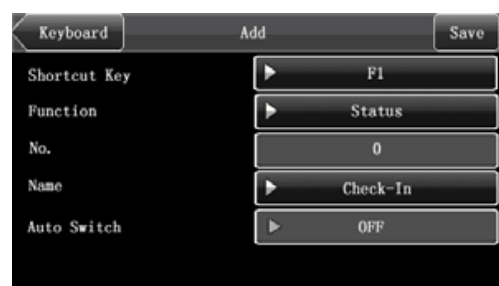 Keyboard Add Save
Shortcut Key F1
Function Status
No. 0
Name Check-In
Auto Switch OFF